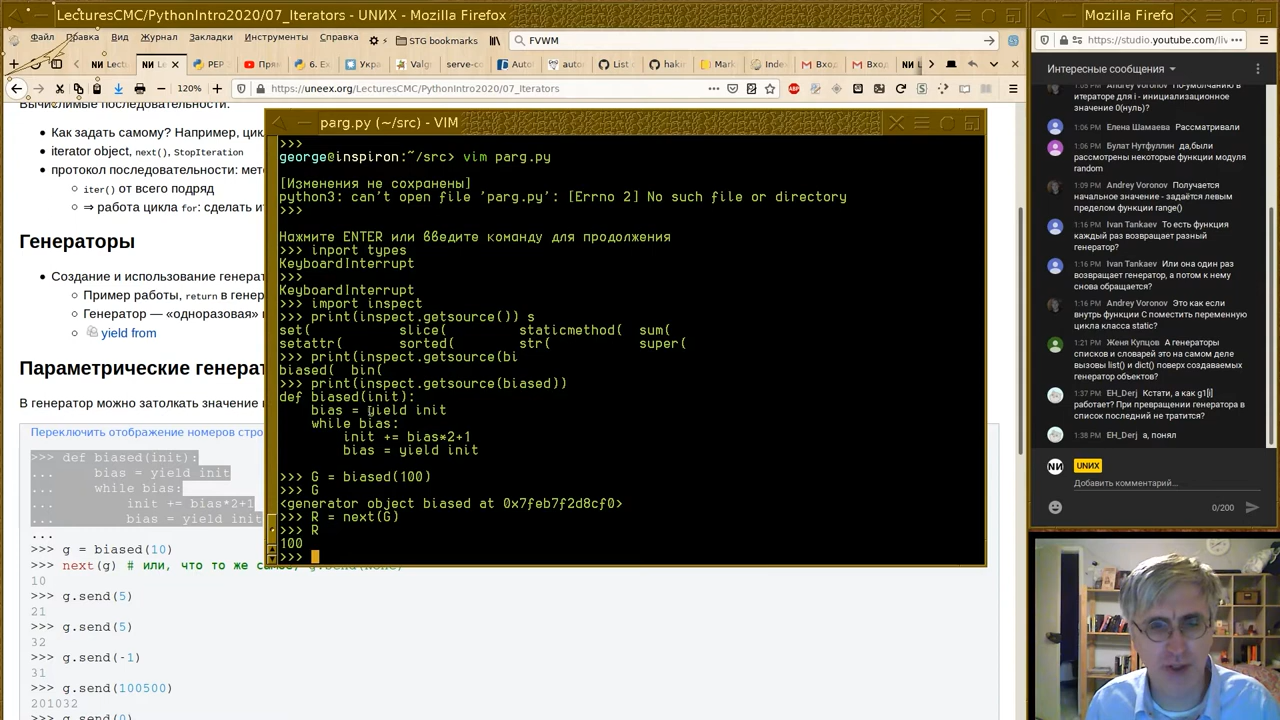 LecturesCMC/PythonIntro2020/07_Iterators - UNИX - Mozilla Firefox
Файл Правка Вид Журнал Закладки Инструменты Справка STG bookmarks FVWM
120% https://uneex.org/LecturesCMC/PythonIntro2020/07_Iterators
Вычислимые последовательности:
Как задать самому? Например, цик
iterator object, next(), StopIteration
протокол последовательности: мет
iter() от всего подряд
⇒ работа цикла for: сделать it
Генераторы
Создание и использование генерат
Пример работы, return в генер
Генератор — «одноразовая»
yield from
Параметрические генерат
В генератор можно затолкать значение
Переключить отображение номеров стро
>>> def biased(init):
...     bias = yield init
...     while bias:
...         init += bias*2+1
...         bias = yield init
...
>>> g = biased(10)
>>> next(g) # или, что то же самое, g.send(None)
10
>>> g.send(5)
21
>>> g.send(5)
32
>>> g.send(-1)
31
>>> g.send(100500)
201032
>>> g.send(0)
parg.py (~/src) - VIM
>>>
george@inspiron:~/src> vim parg.py
[Изменения не сохранены]
python3: can't open file 'parg.py': [Errno 2] No such file or directory
>>>
Нажмите ENTER или введите команду для продолжения
>>> inport types
KeyboardInterrupt
>>>
KeyboardInterrupt
>>> import inspect
>>> print(inspect.getsource()) s
set( slice( staticmethod( sum(
setattr( sorted( str( super(
>>> print(inspect.getsource(bi
biased( bin(
>>> print(inspect.getsource(biased))
def biased(init):
    bias = yield init
    while bias:
        init += bias*2+1
        bias = yield init
>>> G = biased(100)
>>> G
<generator object biased at 0x7feb7f2d8cf0>
>>> R = next(G)
>>> R
100
>>>
Mozilla Firefo
https://studio.youtube.com/liv
Интересные сообщения
итераторе для i - инициализационное
значение 0(нуль)?
1:06 PM Елена Шамаева Рассматривали
1:06 PM Булат Нутфуллин да,были
рассмотрены некоторые функции модуля
random
1:09 PM Andrey Voronov Получается
начальное значение - задаётся левым
пределом функции range()
1:16 PM Ivan Tankaev То есть функция
каждый раз возвращает разный
генератор?
1:16 PM Ivan Tankaev Или она один раз
возвращает генератор, а потом к нему
снова обращается?
1:16 PM Andrey Voronov Это как если
внутрь функции С поместить переменную
цикла класса static?
1:21 PM Женя Купцов А генераторы
списков и словарей это на самом деле
вызовы list() и dict() поверх создаваемых
генератор объектов?
1:37 PM EH_Derj Кстати, а как g1[i]
работает? При превращении генератора в
список последний не тратится?
1:38 PM EH_Derj а, понял
UNИX
Добавьте сообщение...
0/200